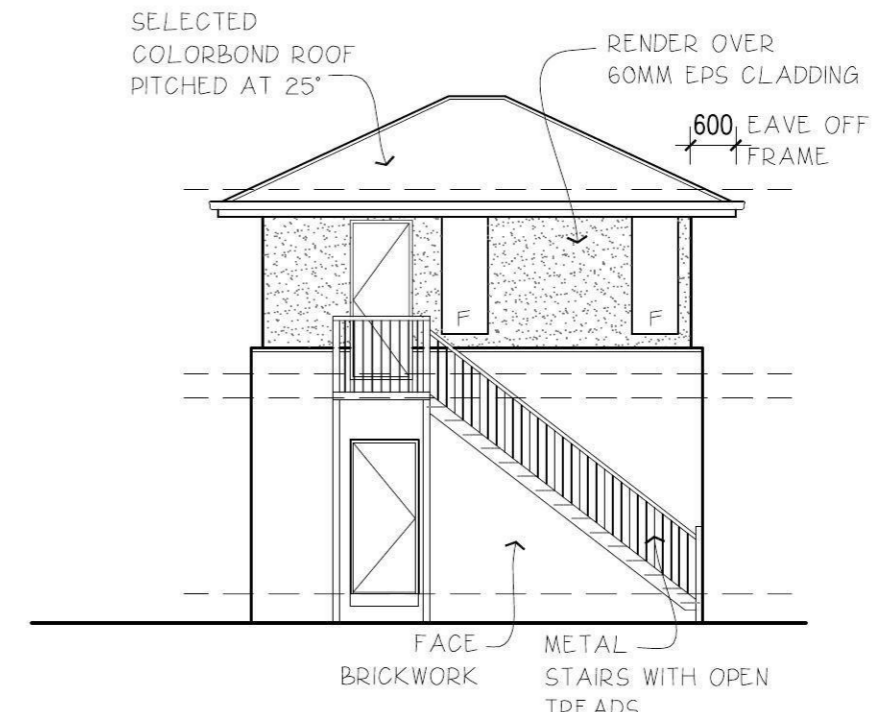 SELECTED
COLORBOND ROOF
PITCHED AT 25°
RENDER OVER
60MM EPS CLADDING
600 EAVE OFF
FRAME
F
F
FACE
BRICKWORK
METAL
STAIRS WITH OPEN
TREADS